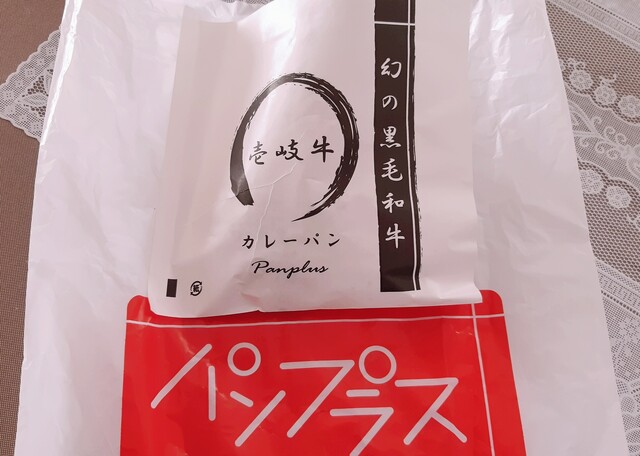 幻の黒毛和牛
壱岐牛
カレーパン
Panplus
パンプラス